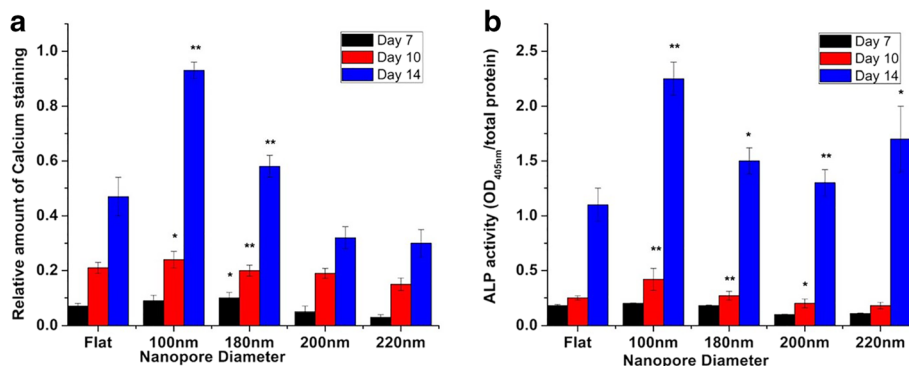 a
Relative amount of Calcium staining
1.0
0.8
0.6
0.4
0.2
0.0
Day 7
Day 10
Day 14
**
*
**
*
**
Flat 100nm 180nm 200nm 220nm
Nanopore Diameter
b
ALP activity (OD405nm/total protein)
2.5
2.0
1.5
1.0
0.5
0.0
Day 7
Day 10
Day 14
**
**
*
**
**
*
*
Flat 100nm 180nm 200nm 220nm
Nanopore Diameter